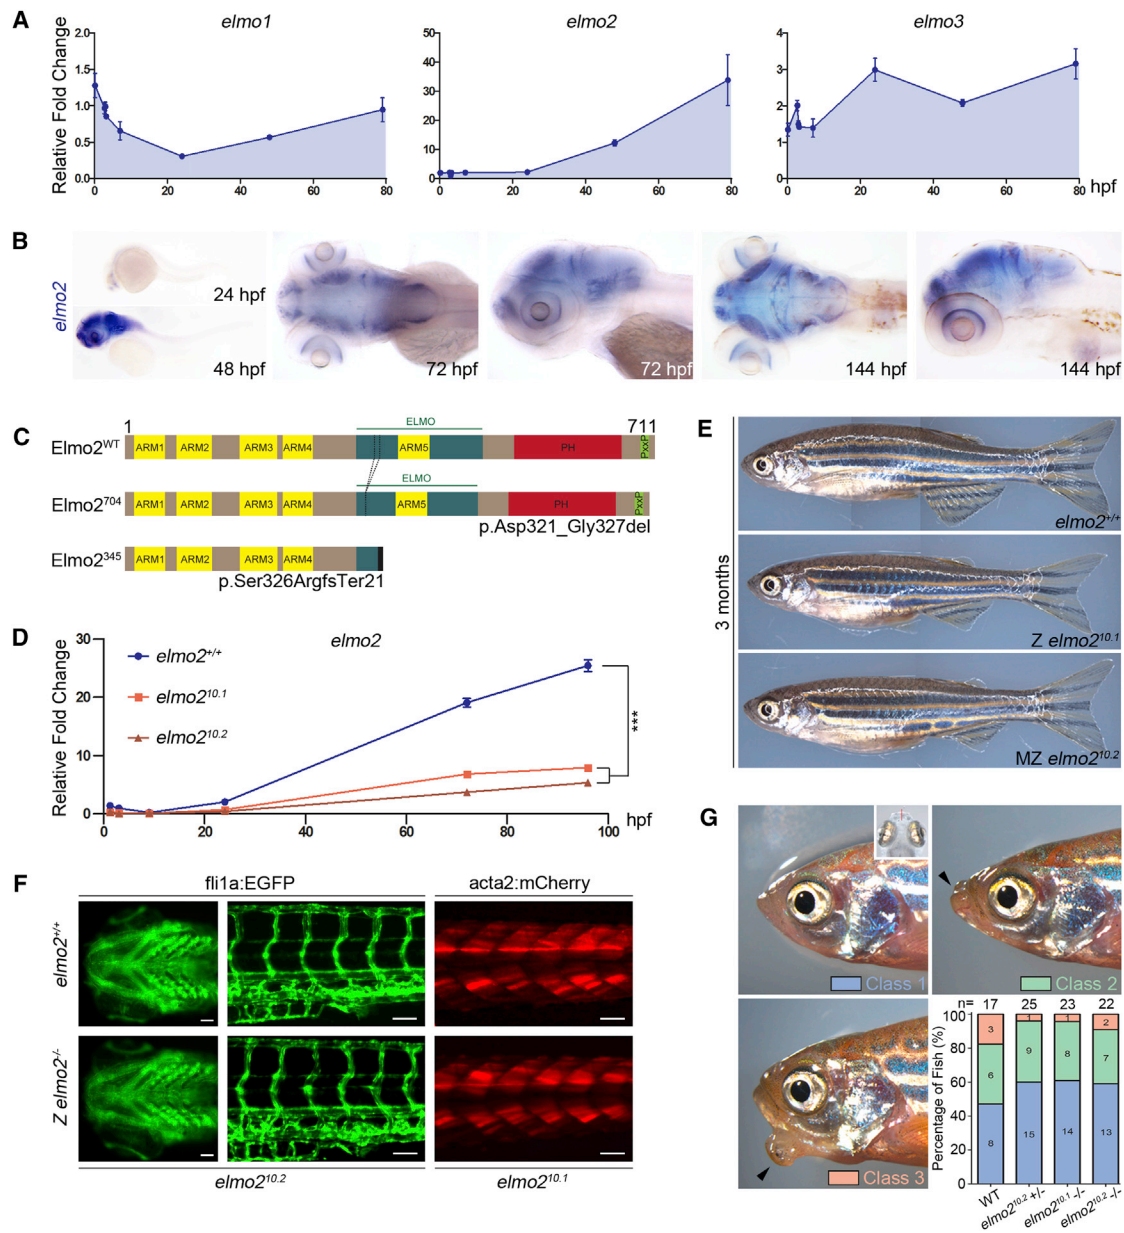 A
elmo1
elmo2
elmo3
Relative Fold Change
2.0
1.5
1.0
0.5
0.0
0 20 40 60 80
50
40
30
20
10
0
0 20 40 60 80
4
3
2
1
0
0 20 40 60 80
hpf
B
elmo2
24 hpf
48 hpf
72 hpf
72 hpf
144 hpf
144 hpf
C
1
ELMO
711
Elmo2WT
ARM1 ARM2 ARM3 ARM4 ARM5 PH PxxP
ELMO
Elmo2704
ARM1 ARM2 ARM3 ARM4 ARM5 PH PxxP
p.Asp321_Gly327del
Elmo2345
ARM1 ARM2 ARM3 ARM4
p.Ser326ArgfsTer21
D
elmo2
Relative Fold Change
30
20
10
0
0 20 40 60 80 100
hpf
elmo2+/+
elmo210.1
elmo210.2
***
E
3 months
elmo2+/+
Z elmo210.1
MZ elmo210.2
F
fli1a:EGFP
acta2:mCherry
elmo2+/+
Z elmo2-/-
elmo210.2
elmo210.1
G
Class 1
Class 2
Class 3
n= 17 25 23 22
Percentage of Fish (%)
100
80
60
40
20
0
3 1 1 2
6 9 8 7
8 15 14 13
WT
elmo210.2 +/-
elmo210.1 -/-
elmo210.2 -/-